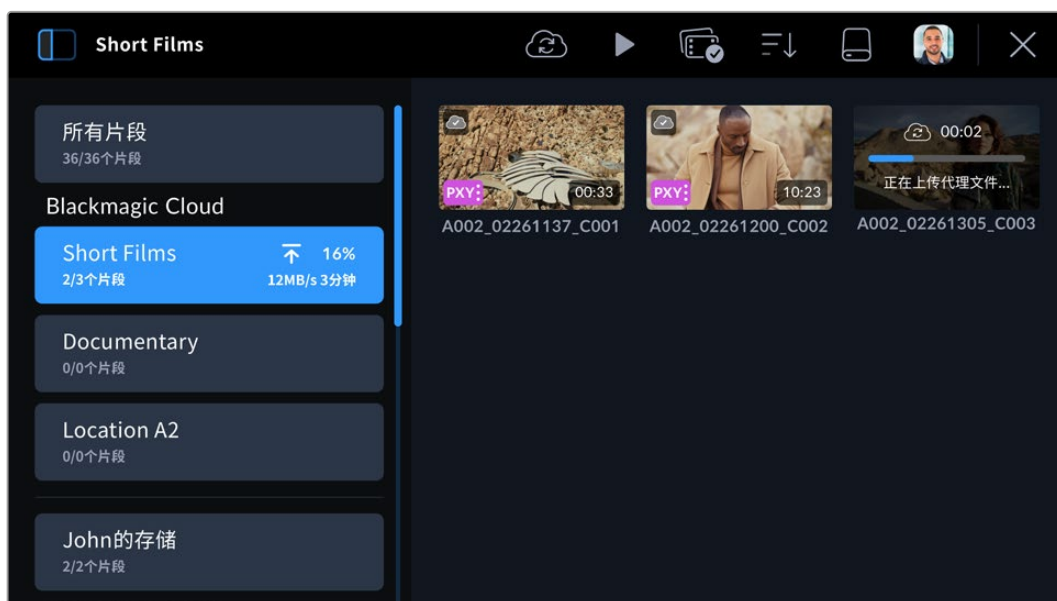 Short Films
所有片段
36/36个片段
Blackmagic Cloud
Short Films 16%
2/3个片段 12MB/s 3分钟
Documentary
0/0个片段
Location A2
0/0个片段
John的存储
2/2个片段
PXY 00:33
A002_02261137_C001
PXY 10:23
A002_02261200_C002
00:02
正在上传代理文件...
A002_02261305_C003